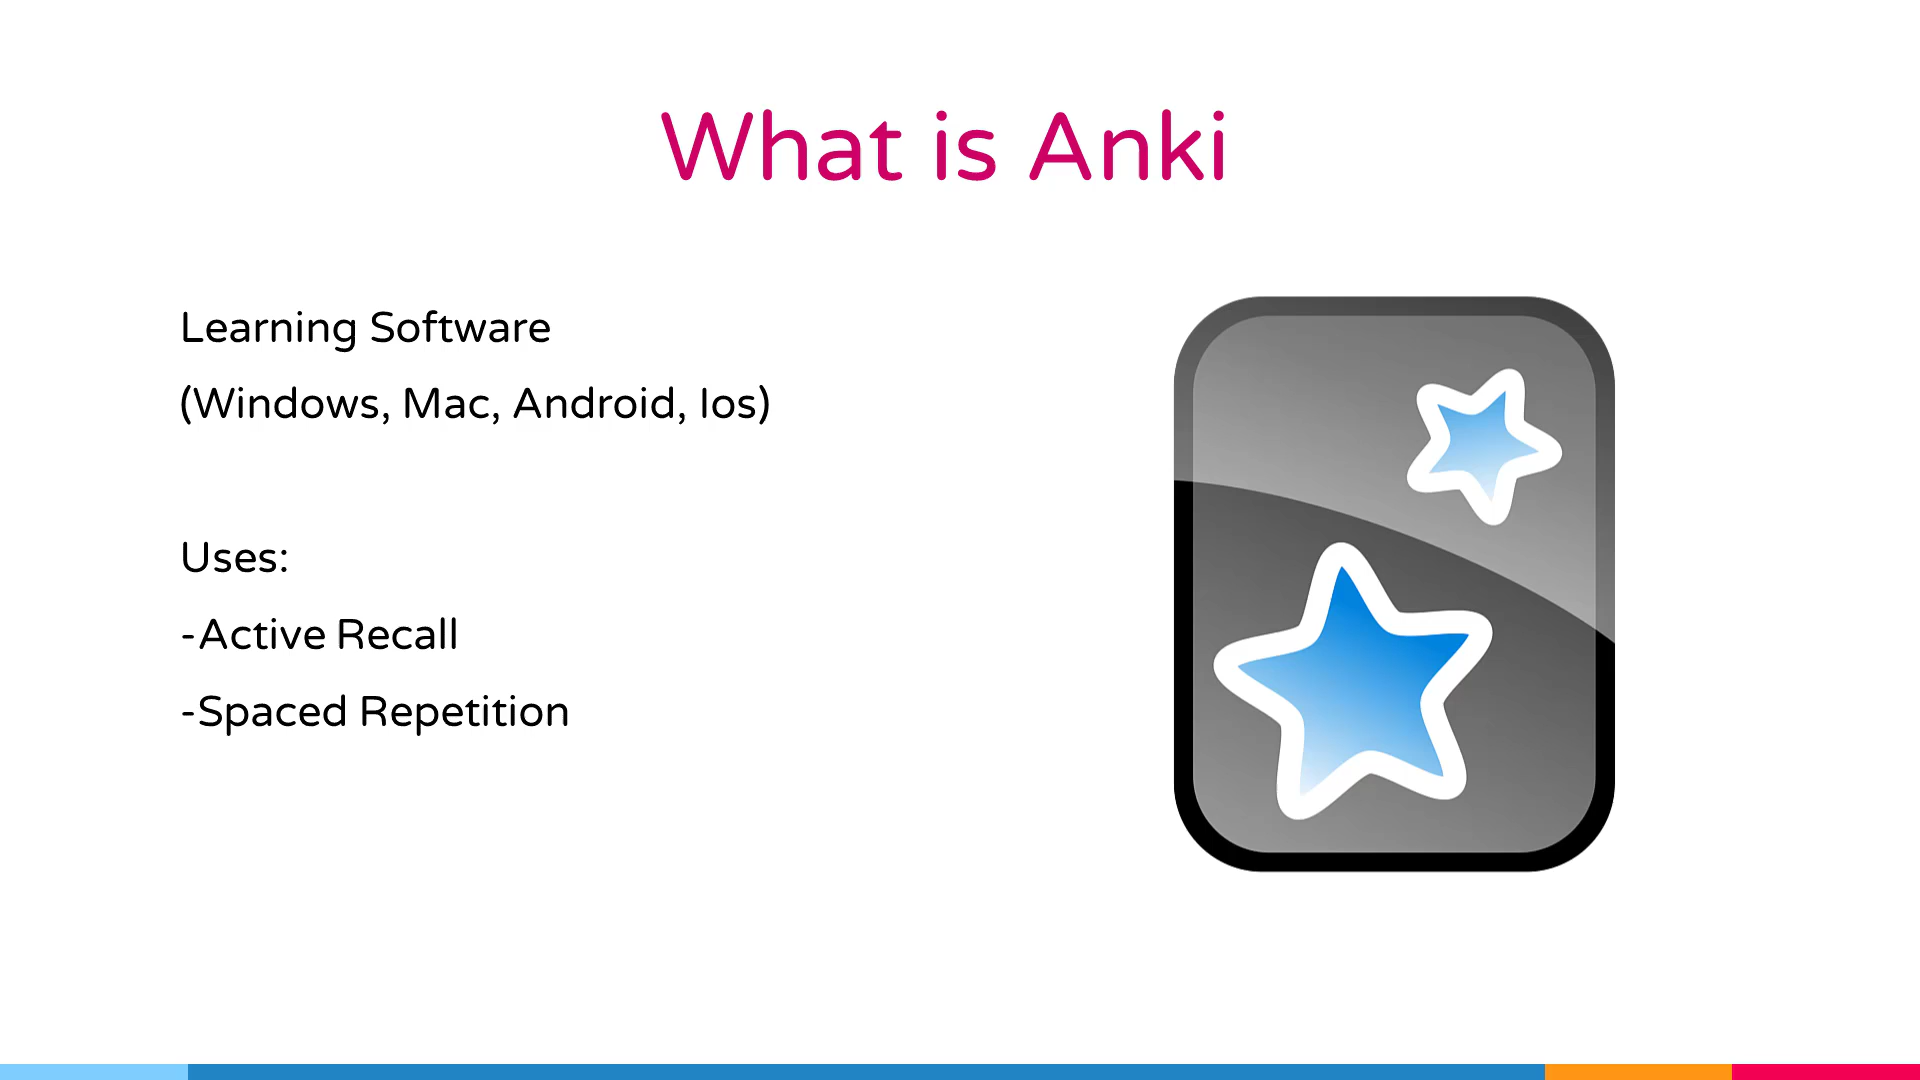 What is Anki
Learning Software
(Windows, Mac, Android, Ios)
Uses:
-Active Recall
-Spaced Repetition